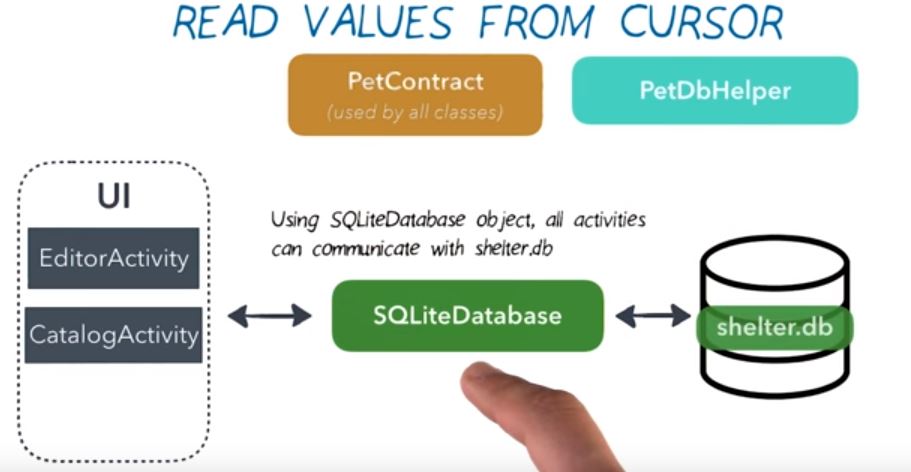 READ VALUES FROM CURSOR
PetContract
(used by all classes)
PetDbHelper
UI
EditorActivity
CatalogActivity
Using SQLiteDatabase object, all activities
can communicate with shelter.db
SQLiteDatabase
shelter.db